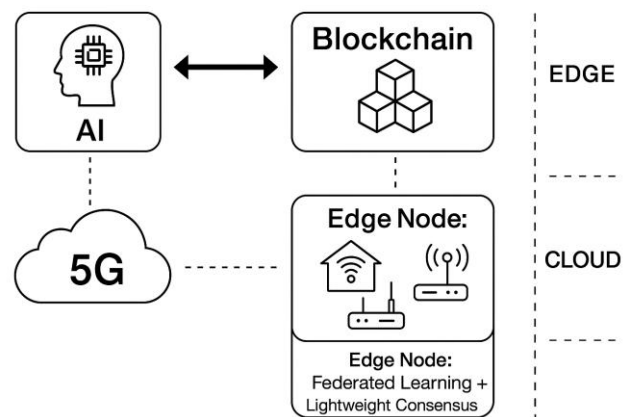 AI
Blockchain
EDGE
5G
Edge Node:
CLOUD
Edge Node:
Federated Learning +
Lightweight Consensus